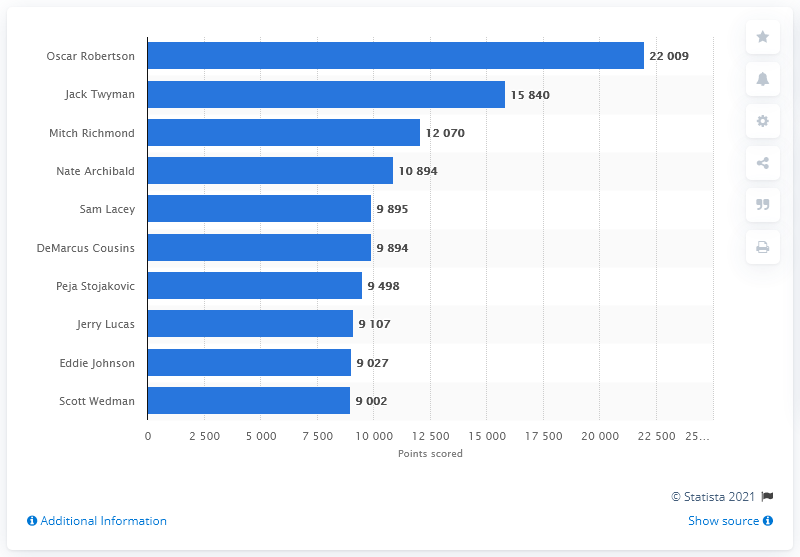 Oscar Robertson 22 009
Jack Twyman 15 840
Mitch Richmond 12 070
Nate Archibald 10 894
Sam Lacey 9 895
DeMarcus Cousins 9 894
Peja Stojakovic 9 498
Jerry Lucas 9 107
Eddie Johnson 9 027
Scott Wedman 9 002
0 2 500 5 000 7 500 10 000 12 500 15 000 17 500 20 000 22 500 25...
Points scored
© Statista 2021
Additional Information Show source